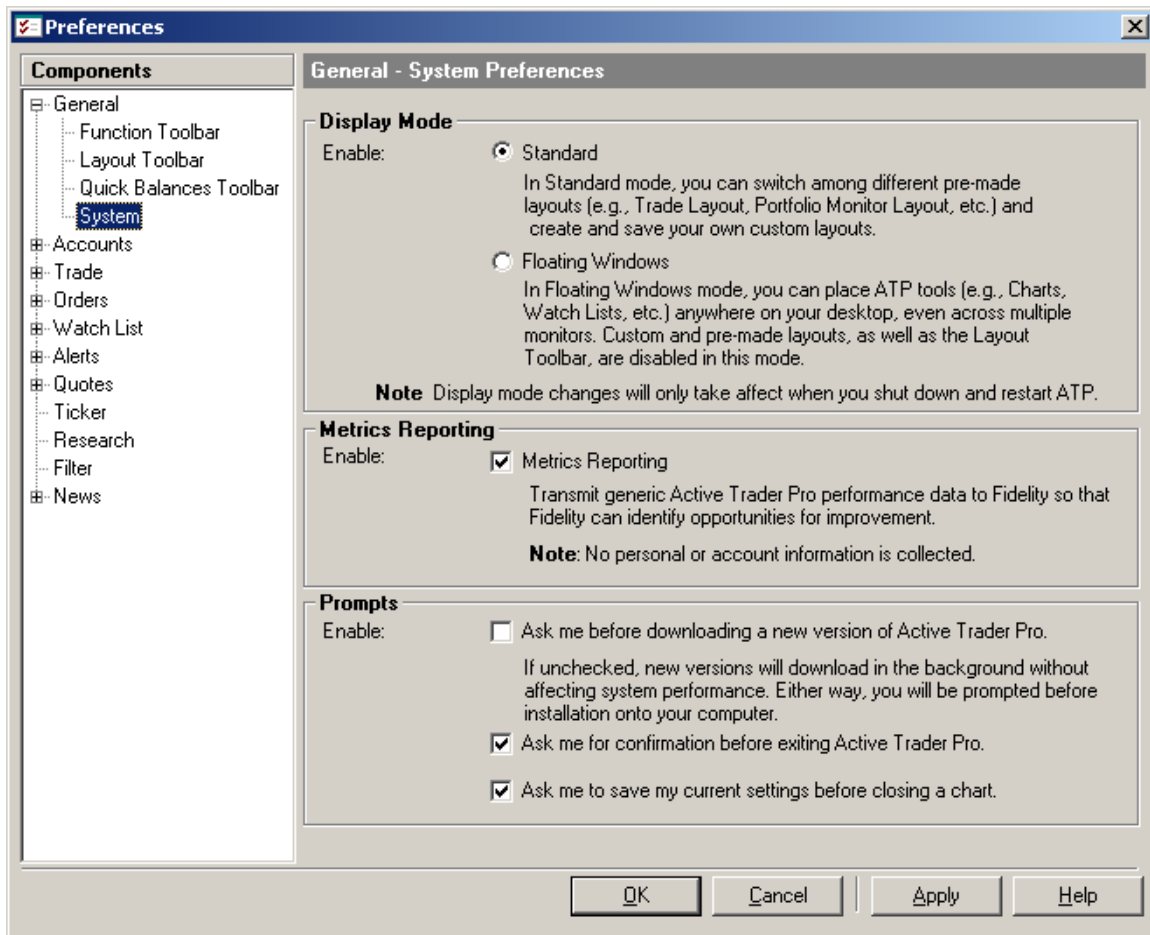 Preferences
Components
General
Function Toolbar
Layout Toolbar
Quick Balances Toolbar
System
Accounts
Trade
Orders
Watch List
Alerts
Quotes
Ticker
Research
Filter
News
General - System Preferences
Display Mode
Enable: Standard
In Standard mode, you can switch among different pre-made
layouts (e.g., Trade Layout, Portfolio Monitor Layout, etc.) and
create and save your own custom layouts.
Floating Windows
In Floating Windows mode, you can place ATP tools (e.g., Charts,
Watch Lists, etc.) anywhere on your desktop, even across multiple
monitors. Custom and pre-made layouts, as well as the Layout
Toolbar, are disabled in this mode.
Note Display mode changes will only take affect when you shut down and restart ATP.
Metrics Reporting
Enable: Metrics Reporting
Transmit generic Active Trader Pro performance data to Fidelity so that
Fidelity can identify opportunities for improvement.
Note: No personal or account information is collected.
Prompts
Enable: Ask me before downloading a new version of Active Trader Pro.
If unchecked, new versions will download in the background without
affecting system performance. Either way, you will be prompted before
installation onto your computer.
Ask me for confirmation before exiting Active Trader Pro.
Ask me to save my current settings before closing a chart.
OK Cancel Apply Help